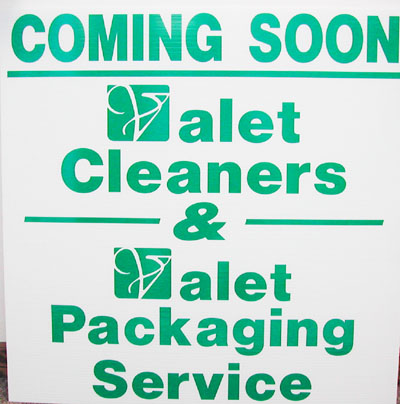 COMING SOON
Valet
Cleaners
&
Valet
Packaging
Service